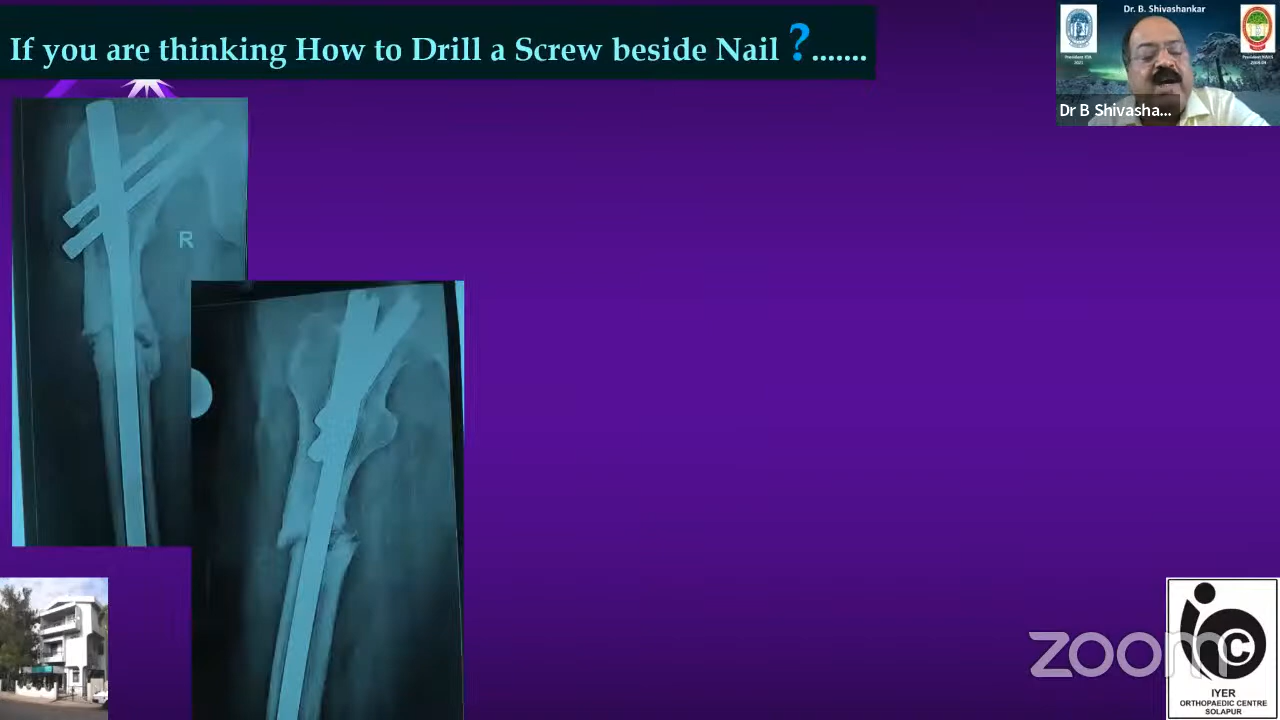 If you are thinking How to Drill a Screw beside Nail ?.......
Dr. B. Shivashankar
Dr B Shivasha...
R
zoom
IYER
ORTHOPAEDIC CENTRE
SOLAPUR